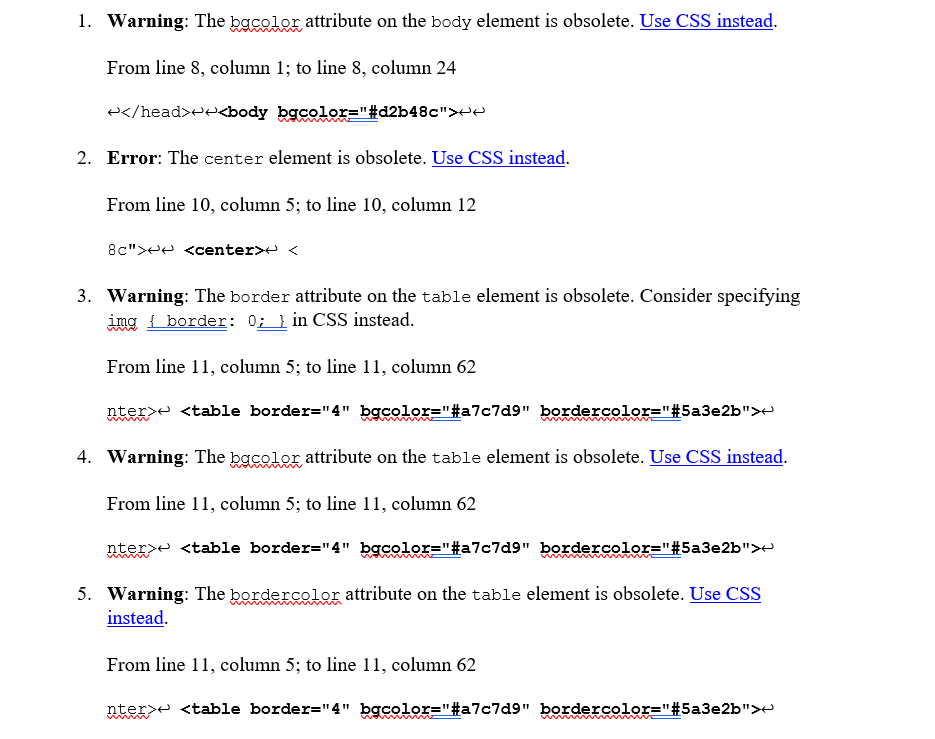 1. Warning: The bgcolor attribute on the body element is obsolete. Use CSS instead.
From line 8, column 1; to line 8, column 24
↩</head>↩↩<body bgcolor="#d2b48c">↩↩
2. Error: The center element is obsolete. Use CSS instead.
From line 10, column 5; to line 10, column 12
8c">↩↩ <center>↩ <
3. Warning: The border attribute on the table element is obsolete. Consider specifying
img { border: 0; } in CSS instead.
From line 11, column 5; to line 11, column 62
nter>↩ <table border="4" bgcolor="#a7c7d9" bordercolor="#5a3e2b">↩
4. Warning: The bgcolor attribute on the table element is obsolete. Use CSS instead.
From line 11, column 5; to line 11, column 62
nter>↩ <table border="4" bgcolor="#a7c7d9" bordercolor="#5a3e2b">↩
5. Warning: The bordercolor attribute on the table element is obsolete. Use CSS
instead.
From line 11, column 5; to line 11, column 62
nter>↩ <table border="4" bgcolor="#a7c7d9" bordercolor="#5a3e2b">↩